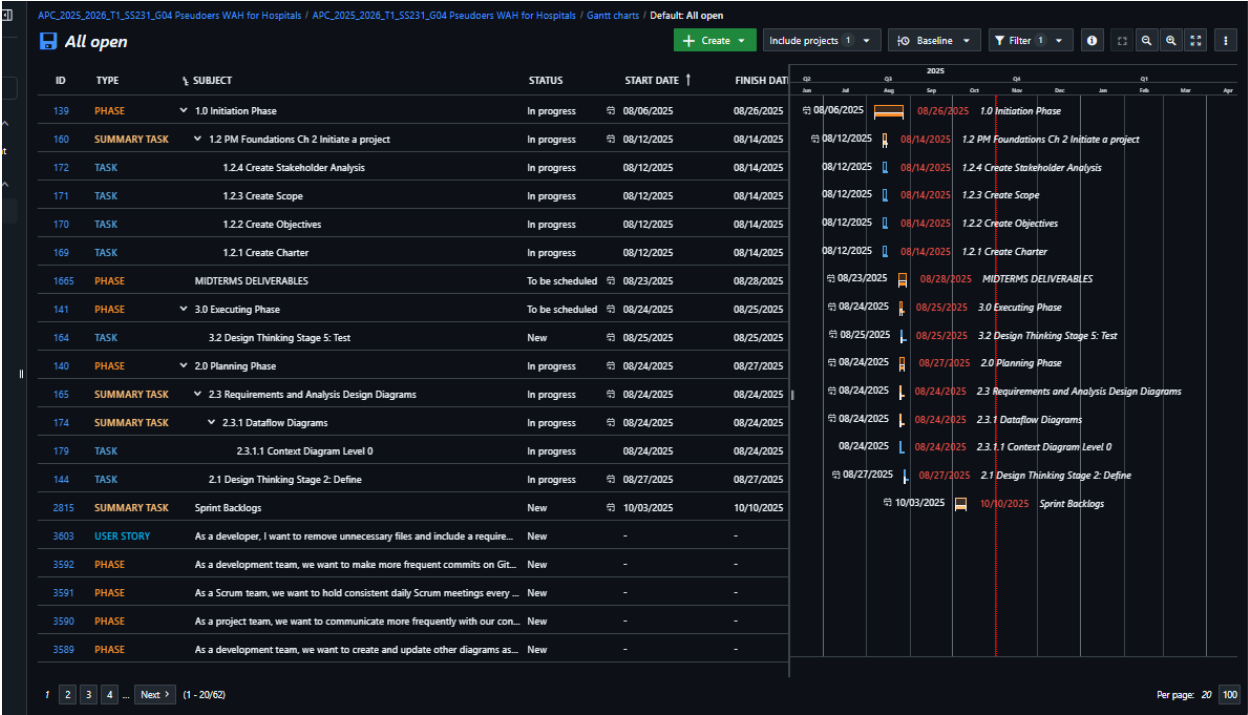 APC_2025_2026_T1_SS231_G04 Pseudoers WAH for Hospitals / APC_2025_2026_T1_SS231_G04 Pseudoers WAH for Hospitals / Gantt charts / Default: All open
All open
+ Create Include projects 1 Baseline Filter 1
ID TYPE SUBJECT STATUS START DATE FINISH DAT
2025
Q2 Q3 Q4 Q1
Jun Jul Aug Sep Oct Nov Dec Jan Feb Mar Apr
139 PHASE 1.0 Initiation Phase In progress 08/06/2025 08/26/2025 08/06/2025 08/26/2025 1.0 Initiation Phase
160 SUMMARY TASK 1.2 PM Foundations Ch 2 Initiate a project In progress 08/12/2025 08/14/2025 08/12/2025 08/14/2025 1.2 PM Foundations Ch 2 Initiate a project
172 TASK 1.2.4 Create Stakeholder Analysis In progress 08/12/2025 08/14/2025 08/12/2025 08/14/2025 1.2.4 Create Stakeholder Analysis
171 TASK 1.2.3 Create Scope In progress 08/12/2025 08/14/2025 08/12/2025 08/14/2025 1.2.3 Create Scope
170 TASK 1.2.2 Create Objectives In progress 08/12/2025 08/14/2025 08/12/2025 08/14/2025 1.2.2 Create Objectives
169 TASK 1.2.1 Create Charter In progress 08/12/2025 08/14/2025 08/12/2025 08/14/2025 1.2.1 Create Charter
1665 PHASE MIDTERMS DELIVERABLES To be scheduled 08/23/2025 08/28/2025 08/23/2025 08/28/2025 MIDTERMS DELIVERABLES
141 PHASE 3.0 Executing Phase To be scheduled 08/24/2025 08/25/2025 08/24/2025 08/25/2025 3.0 Executing Phase
164 TASK 3.2 Design Thinking Stage 5: Test New 08/25/2025 08/25/2025 08/25/2025 08/25/2025 3.2 Design Thinking Stage 5: Test
140 PHASE 2.0 Planning Phase In progress 08/24/2025 08/27/2025 08/24/2025 08/27/2025 2.0 Planning Phase
165 SUMMARY TASK 2.3 Requirements and Analysis Design Diagrams In progress 08/24/2025 08/24/2025 08/24/2025 08/24/2025 2.3 Requirements and Analysis Design Diagrams
174 SUMMARY TASK 2.3.1 Dataflow Diagrams In progress 08/24/2025 08/24/2025 08/24/2025 08/24/2025 2.3.1 Dataflow Diagrams
179 TASK 2.3.1.1 Context Diagram Level 0 In progress 08/24/2025 08/24/2025 08/24/2025 08/24/2025 2.3.1.1 Context Diagram Level 0
144 TASK 2.1 Design Thinking Stage 2: Define In progress 08/27/2025 08/27/2025 08/27/2025 08/27/2025 2.1 Design Thinking Stage 2: Define
2815 SUMMARY TASK Sprint Backlogs New 10/03/2025 10/10/2025 10/03/2025 10/10/2025 Sprint Backlogs
3603 USER STORY As a developer, I want to remove unnecessary files and include a require... New - -
3592 PHASE As a development team, we want to make more frequent commits on Git... New - -
3591 PHASE As a Scrum team, we want to hold consistent daily Scrum meetings every ... New - -
3590 PHASE As a project team, we want to communicate more frequently with our con... New - -
3589 PHASE As a development team, we want to create and update other diagrams as... New - -
1 2 3 4 ... Next > (1 - 20/62) Per page: 20 100